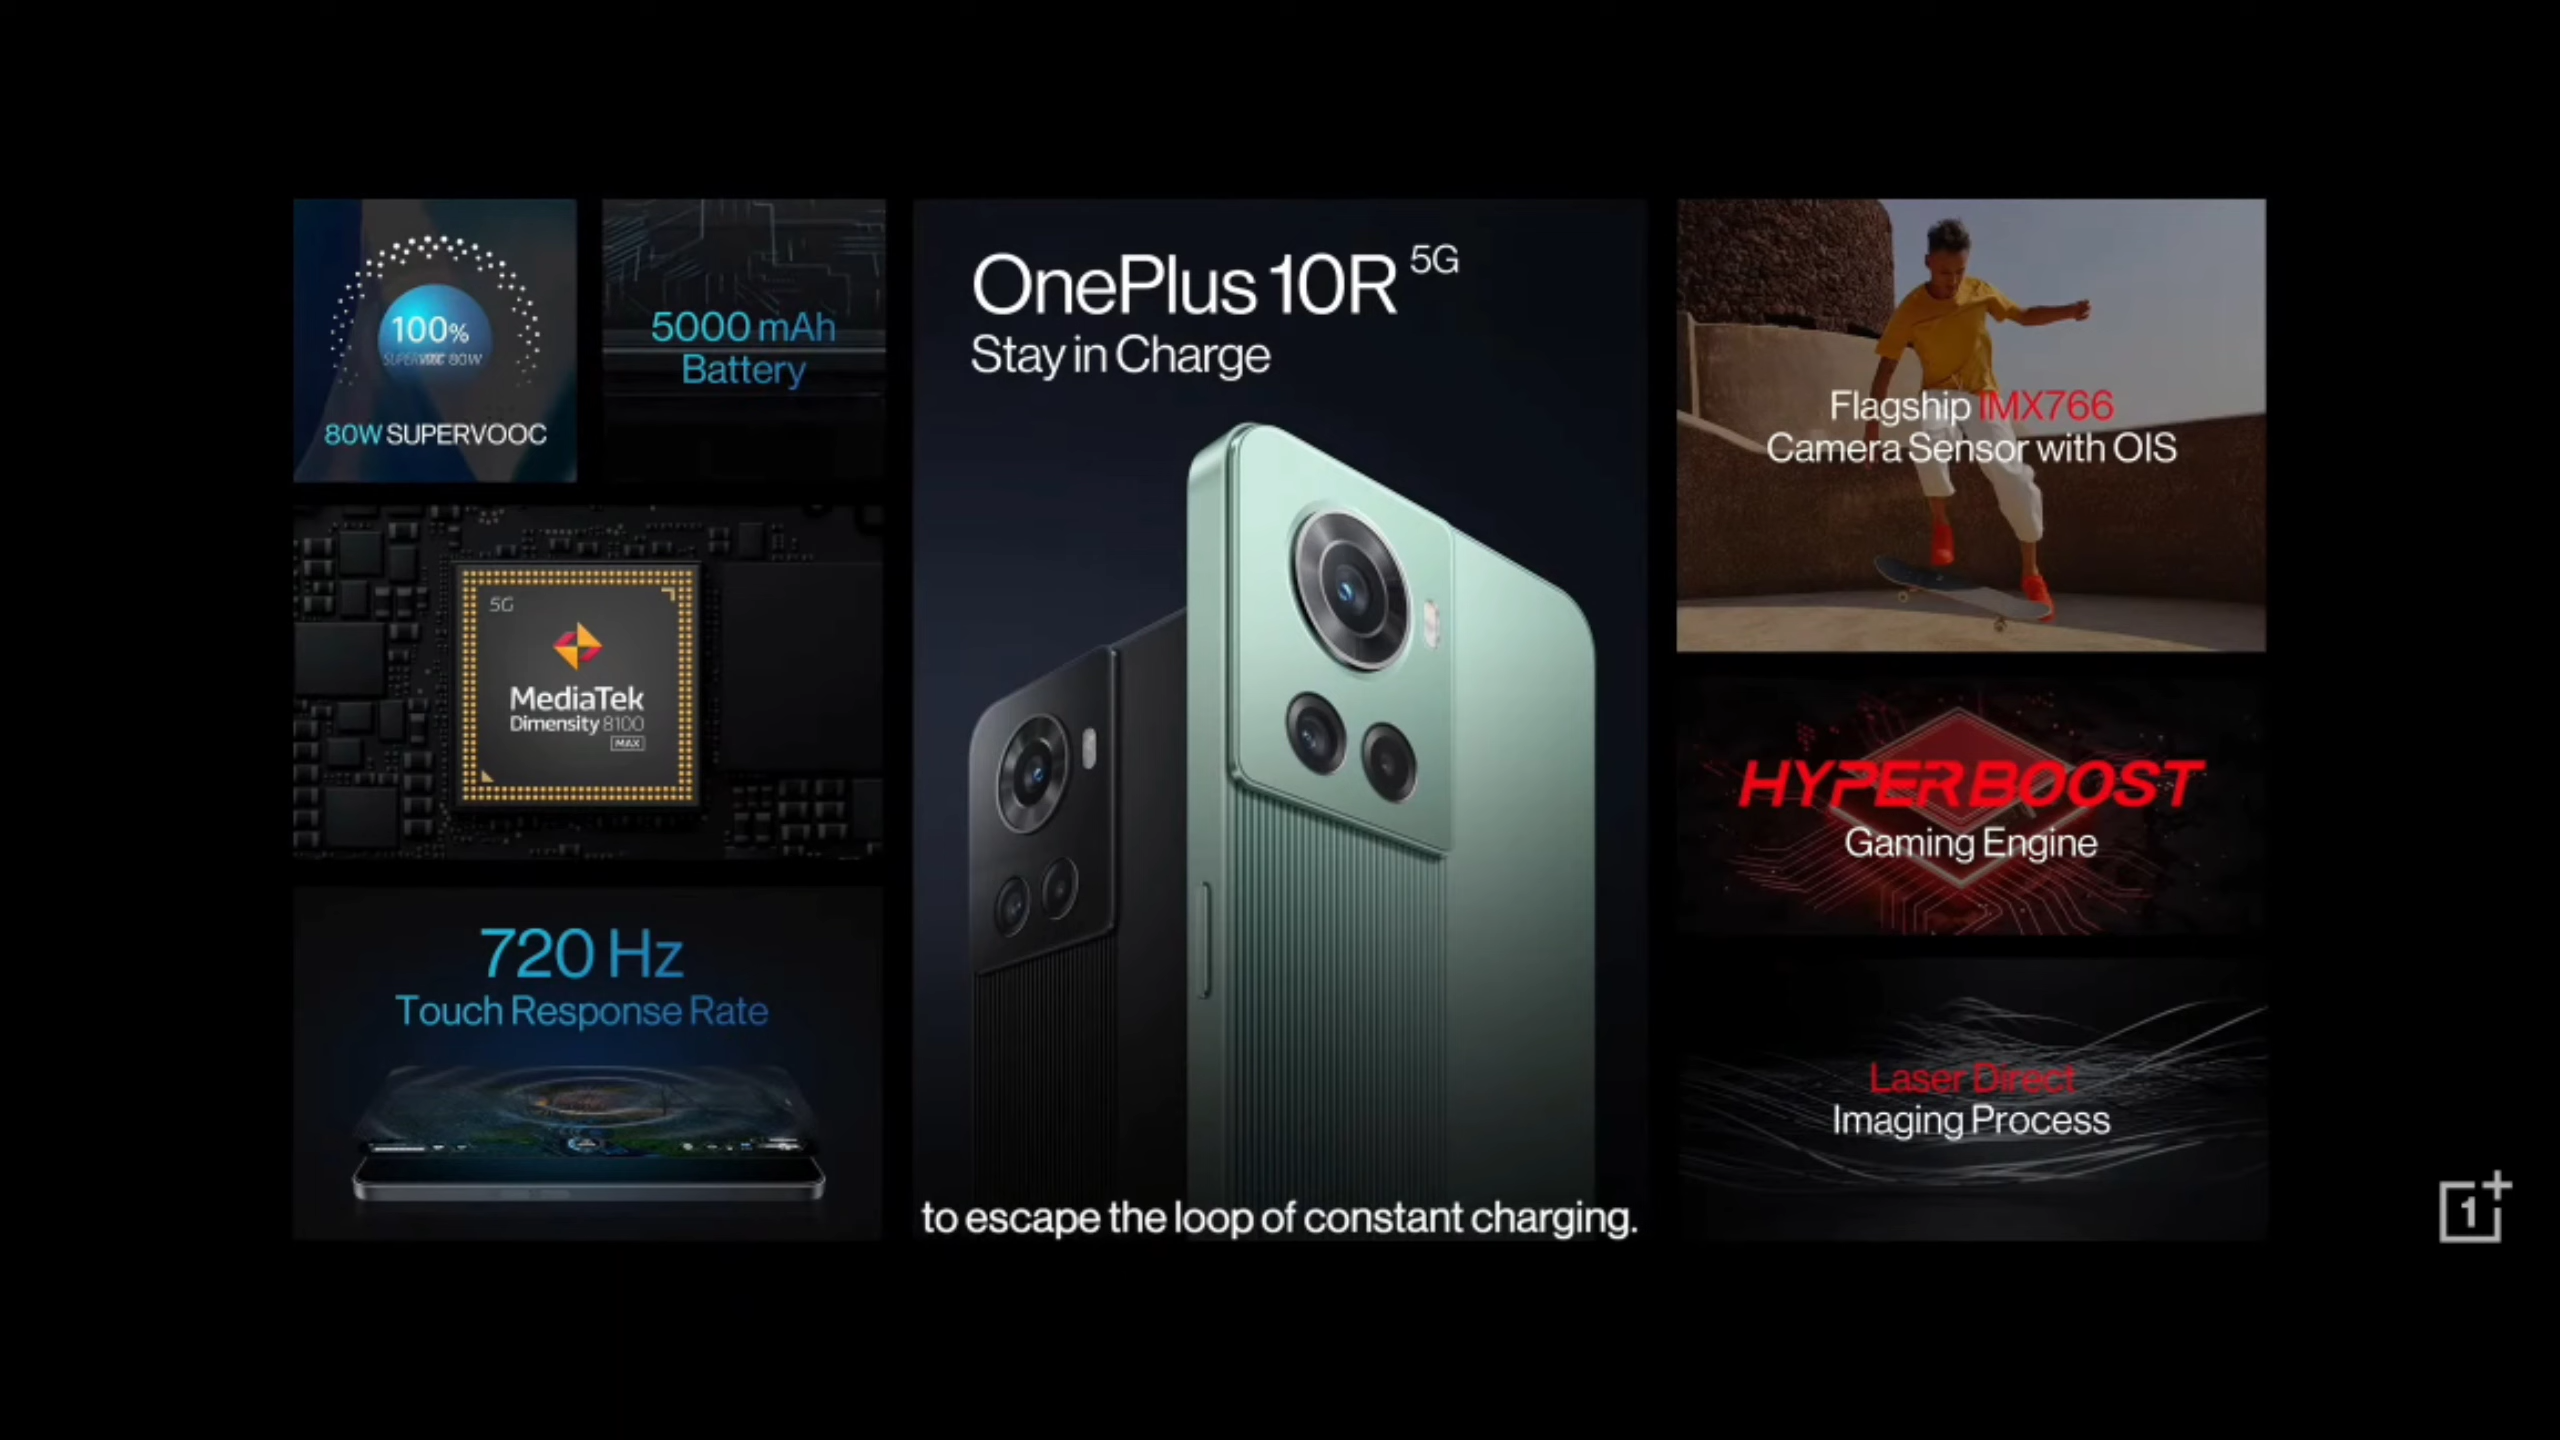 100%
SUPERVOOC 80W
80W SUPERVOOC
5000 mAh
Battery
5G
MediaTek
Dimensity 8100
MAX
720 Hz
Touch Response Rate
OnePlus 10R 5G
Stay in Charge
to escape the loop of constant charging.
Flagship IMX766
Camera Sensor with OIS
HYPERBOOST
Gaming Engine
Laser Direct
Imaging Process
1+